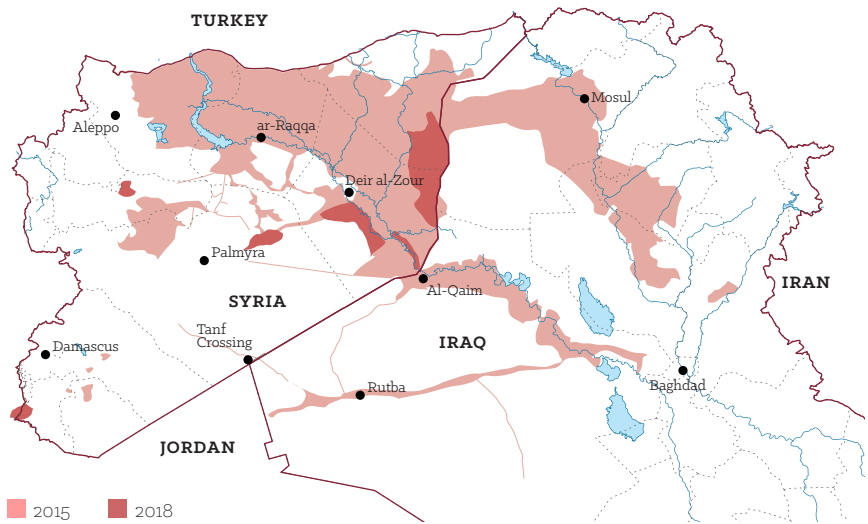 TURKEY
Aleppo
ar-Raqqa
Mosul
Deir al-Zour
Palmyra
SYRIA
Al-Qaim
IRAN
Tanf
Crossing
IRAQ
Damascus
Rutba
Baghdad
JORDAN
2015
2018